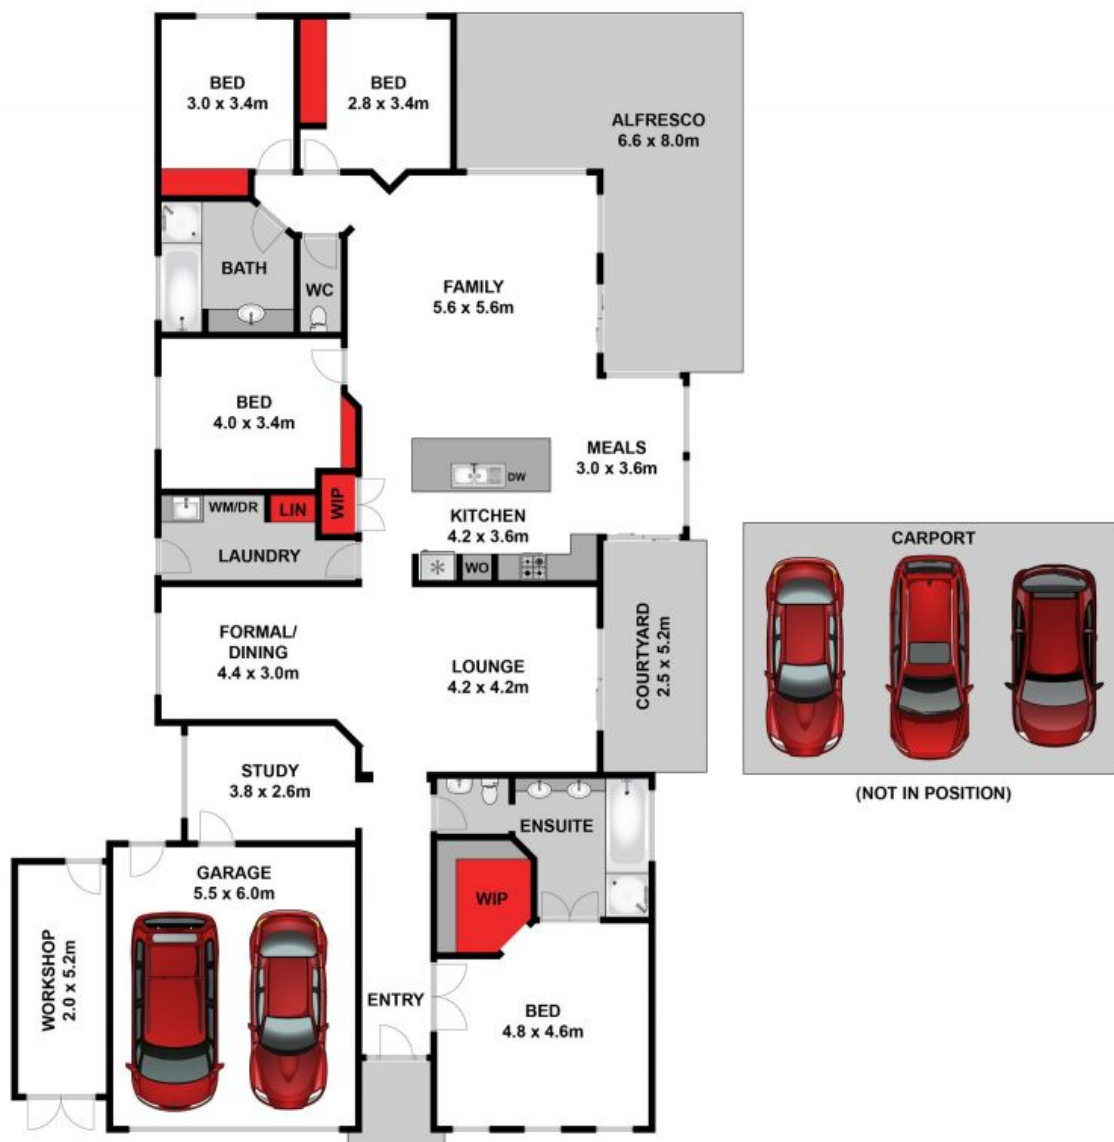 BED
3.0 x 3.4m
BED
2.8 x 3.4m
ALFRESCO
6.6 x 8.0m
BATH
WC
FAMILY
5.6 x 5.6m
BED
4.0 x 3.4m
MEALS
3.0 x 3.6m
DW
WM/DR
LIN
WIP
KITCHEN
4.2 x 3.6m
LAUNDRY
WO
CARPORT
FORMAL/
DINING
4.4 x 3.0m
LOUNGE
4.2 x 4.2m
COURTYARD
2.5 x 5.2m
STUDY
3.8 x 2.6m
(NOT IN POSITION)
ENSUITE
GARAGE
5.5 x 6.0m
WIP
WORKSHOP
2.0 x 5.2m
ENTRY
BED
4.8 x 4.6m